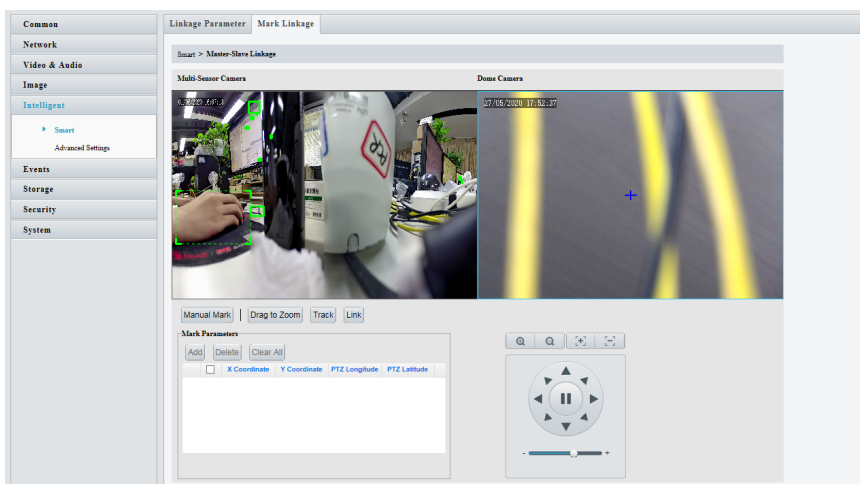 Common
Network
Video & Audio
Image
Intelligent
Smart
Advanced Settings
Events
Storage
Security
System
Linkage Parameter Mark Linkage
Smart > Master-Slave Linkage
Multi-Sensor Camera Dome Camera
27/05/2020 17:52:37
Manual Mark Drag to Zoom Track Link
Mark Parameters
Add Delete Clear All
X Coordinate Y Coordinate PTZ Longitude PTZ Latitude
- +